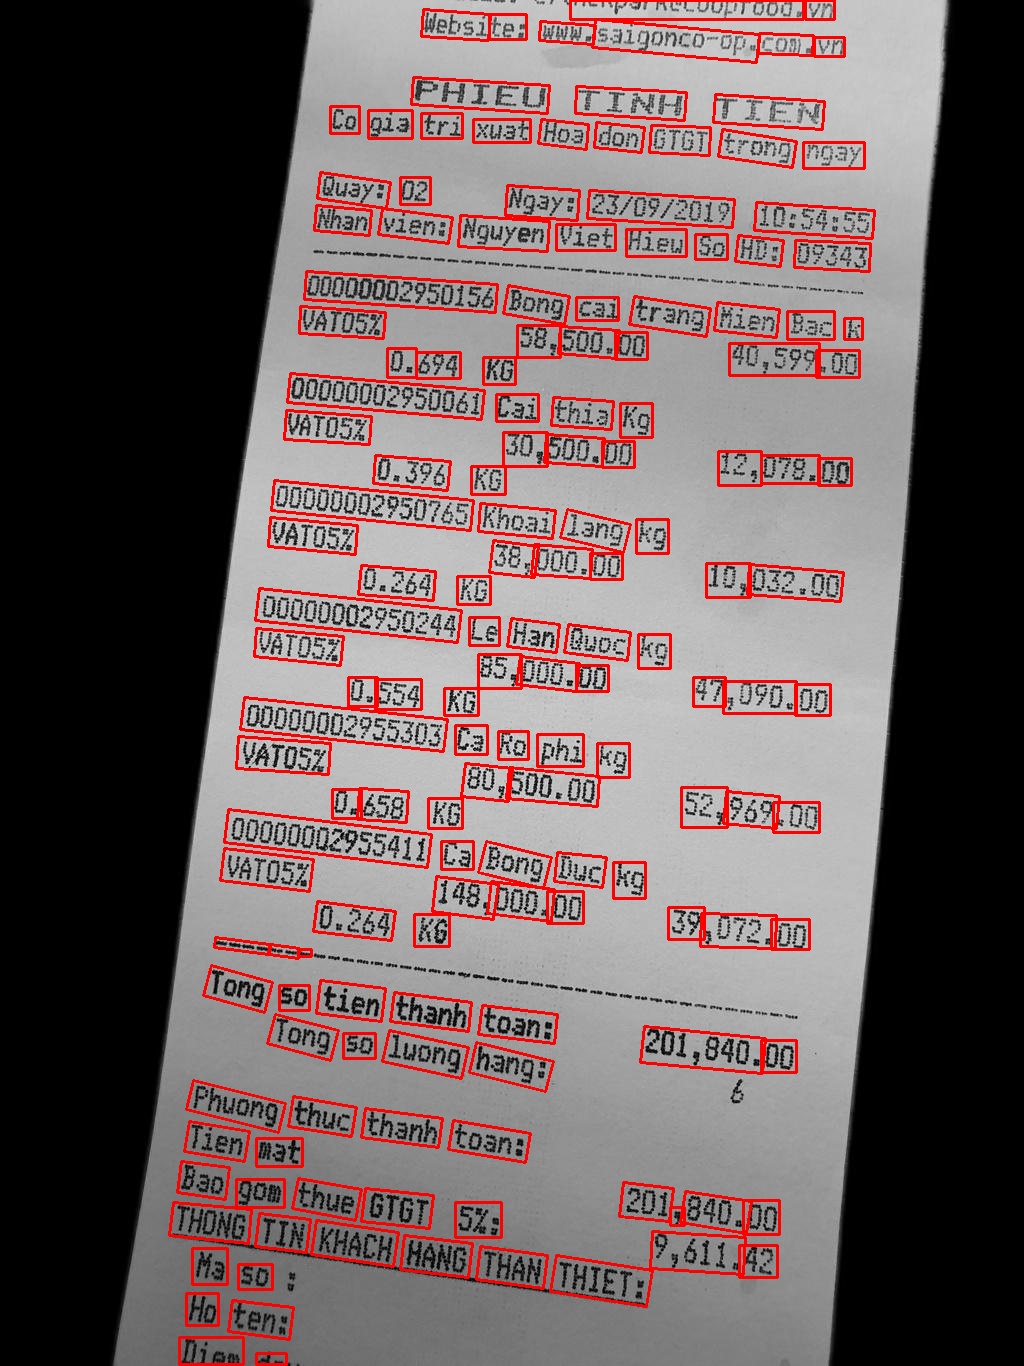 Website: www.saigonco-op.com.vn
PHIEU TINH TIEN
Co gia tri xuat Hoa don GTGT trong ngay
Quay: 02 Ngay: 23/09/2019 10:54:55
Nhan vien: Nguyen Viet Hieu So HD: 09343
00000002950156 Bong cai trang Mien Bac k
VAT05% 58,500.00 40,599.00
0.694 KG
00000002950061 Cai thia Kg
VAT05% 30,500.00 12,078.00
0.396 KG
00000002950765 Khoai lang kg
VAT05% 38,000.00 10,032.00
0.264 KG
00000002950244 Le Han Quoc kg
VAT05% 85,000.00 47,090.00
0.554 KG
00000002955303 Ca Ro phi kg
VAT05% 80,500.00 52,969.00
0.658 KG
00000002955411 Ca Bong Duc kg
VAT05% 148,000.00 39,072.00
0.264 KG
Tong so tien thanh toan: 201,840.00
Tong so luong hang: 6
Phuong thuc thanh toan:
Tien mat 201,840.00
Bao gom thue GTGT 5%: 9,611.42
THONG TIN KHACH HANG THAN THIET:
Ma so :
Ho ten:
Diem